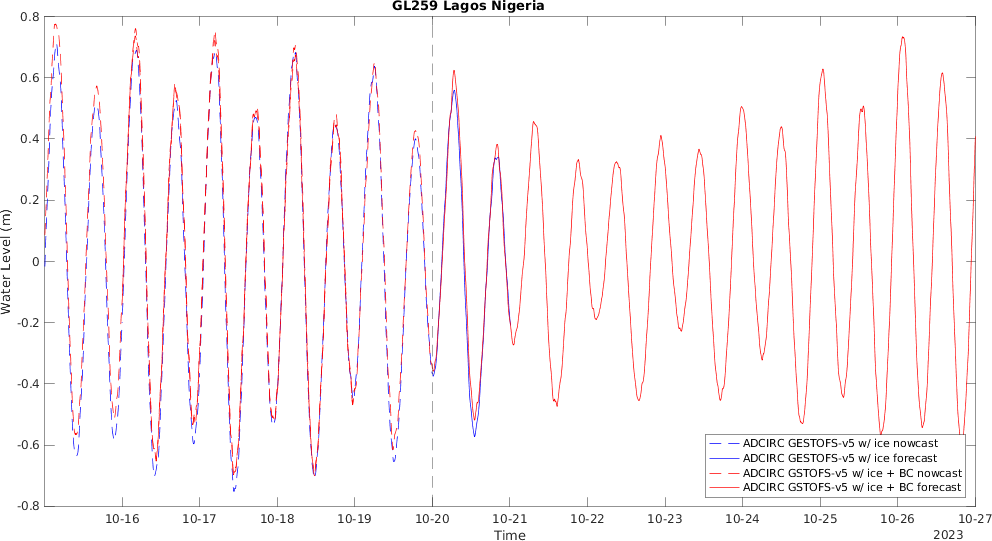 GL259 Lagos Nigeria
0.8
0.6
0.4
0.2
0
-0.2
-0.4
-0.6
-0.8
Water Level (m)
ADCIRC GESTOFS-v5 w/ ice nowcast
ADCIRC GESTOFS-v5 w/ ice forecast
ADCIRC GSTOFS-v5 w/ ice + BC nowcast
ADCIRC GSTOFS-v5 w/ ice + BC forecast
10-16 10-17 10-18 10-19 10-20 10-21 10-22 10-23 10-24 10-25 10-26 10-27
Time
2023